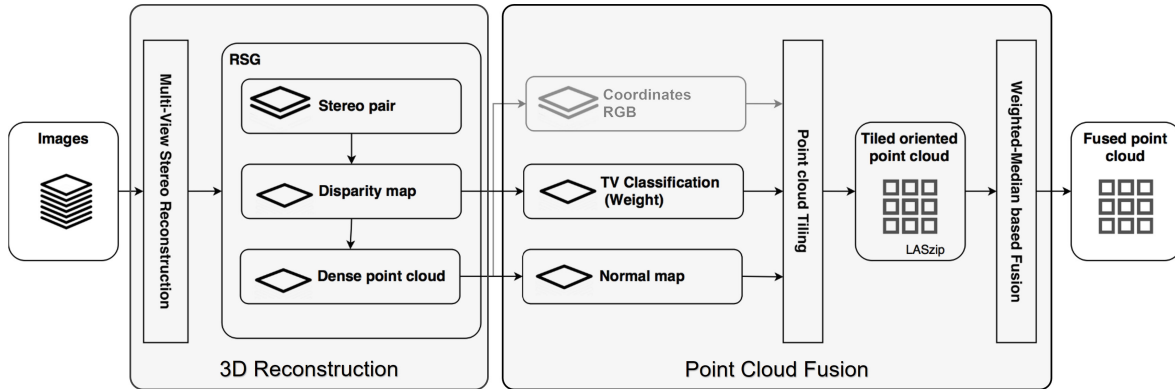 Images
Multi-View Stereo Reconstruction
RSG
Stereo pair
Disparity map
Dense point cloud
3D Reconstruction
Coordinates
RGB
TV Classification
(Weight)
Normal map
Point cloud Tiling
Tiled oriented
point cloud
LASzip
Weighted-Median based Fusion
Point Cloud Fusion
Fused point
cloud